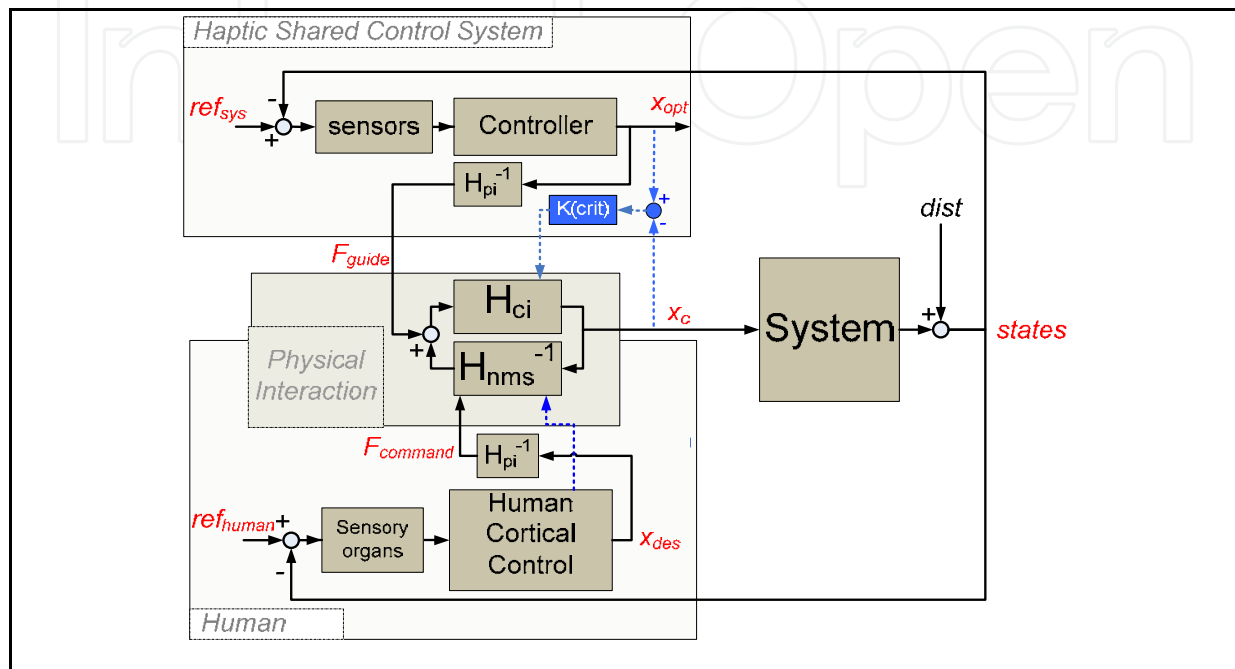 InTechOpen
Haptic Shared Control System
-
ref_sys
+
sensors
Controller
x_opt
H_pi^-1
K(crit)
+
-
dist
F_guide
H_ci
x_c
System
+
states
+
Physical
Interaction
H_nms^-1
F_command
H_pi^-1
ref_human
+
-
Sensory
organs
Human
Cortical
Control
x_des
Human